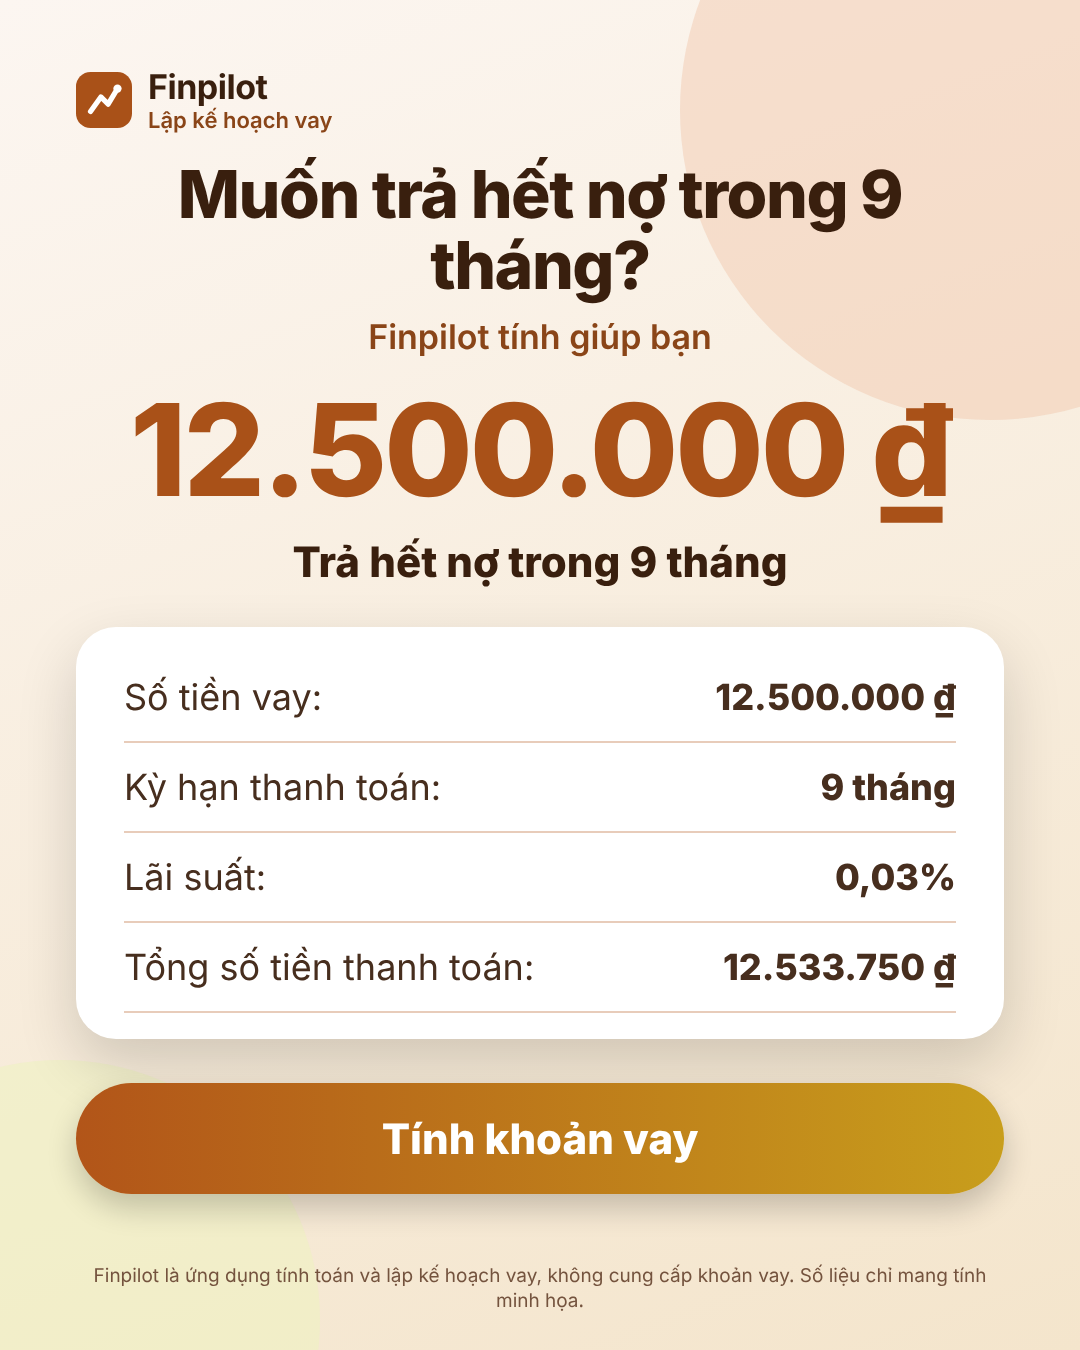 Finpilot
Lập kế hoạch vay
Muốn trả hết nợ trong 9
tháng?
Finpilot tính giúp bạn
12.500.000 ₫
Trả hết nợ trong 9 tháng
Số tiền vay: 12.500.000 ₫
Kỳ hạn thanh toán: 9 tháng
Lãi suất: 0,03%
Tổng số tiền thanh toán: 12.533.750 ₫
Tính khoản vay
Finpilot là ứng dụng tính toán và lập kế hoạch vay, không cung cấp khoản vay. Số liệu chỉ mang tính
minh họa.